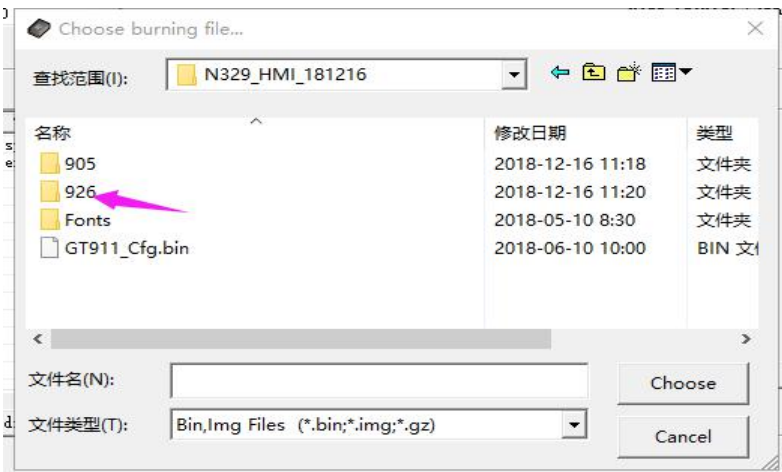 Choose burning file...
查找范围(I): N329_HMI_181216
名称 修改日期 类型
905 2018-12-16 11:18 文件夹
926 2018-12-16 11:20 文件夹
Fonts 2018-05-10 8:30 文件夹
GT911_Cfg.bin 2018-06-10 10:00 BIN 文
文件名(N): Choose
文件类型(T): Bin,Img Files (*.bin;*.img;*.gz) Cancel